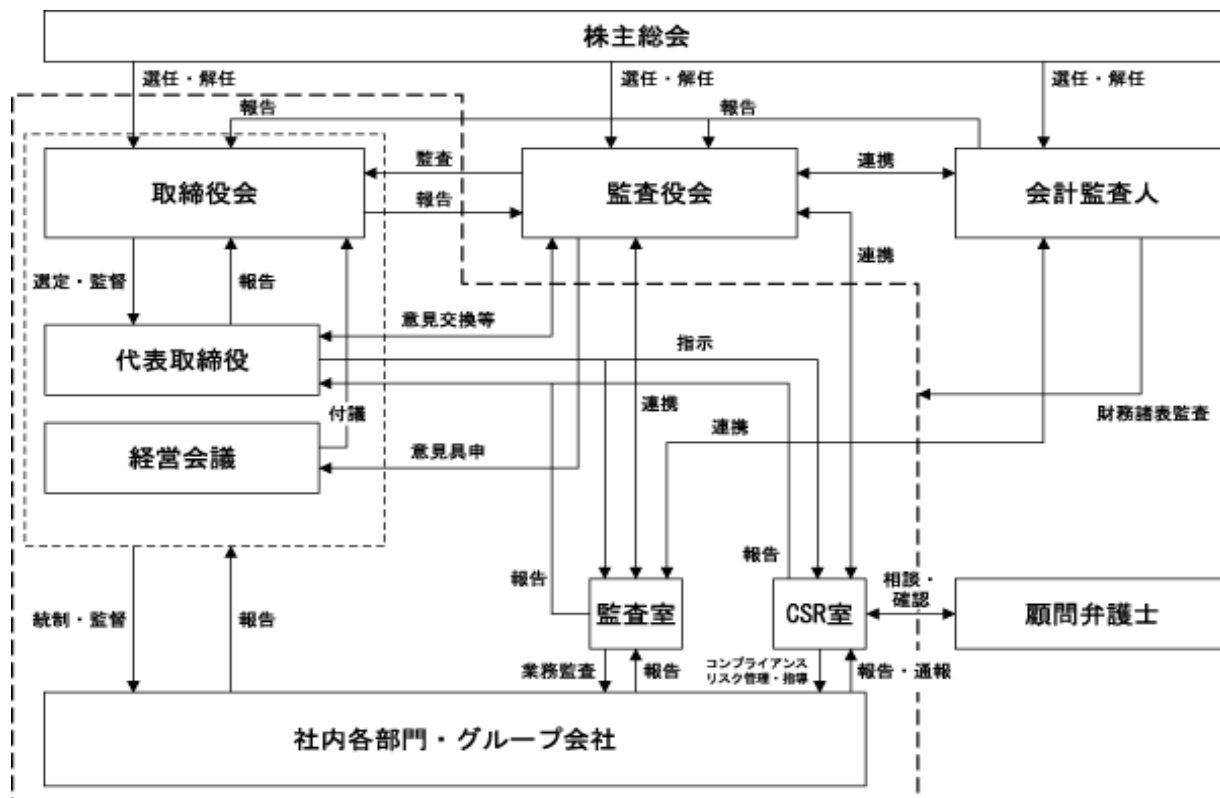 株主総会
選任・解任
選任・解任
選任・解任
報告
報告
取締役会
監査
報告
監査役会
連携
会計監査人
連携
選定・監督
報告
意見交換等
代表取締役
指示
付議
連携
連携
財務諸表監査
経営会議
意見具申
報告
報告
監査室
CSR室
相談・
確認
顧問弁護士
統制・監督
報告
業務監査
報告
コンプライアンス
リスク管理・指導
報告・通報
社内各部門・グループ会社